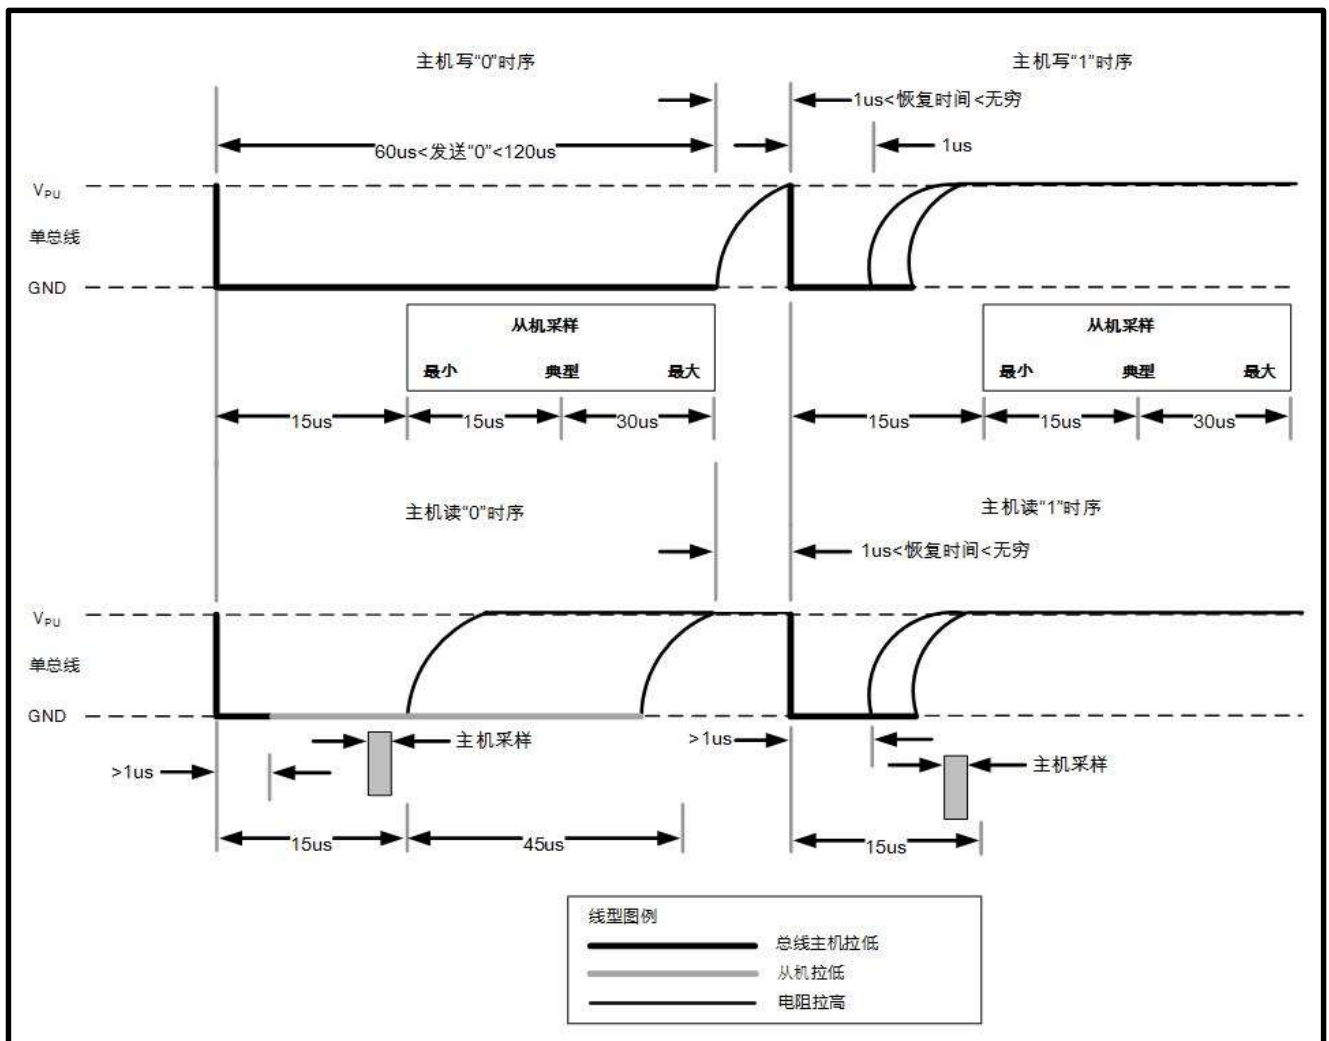 主机写“0”时序
主机写“1”时序
1us<恢复时间<无穷
60us<发送“0”<120us
1us
VPU
单总线
GND
从机采样
最小 典型 最大
从机采样
最小 典型 最大
15us 15us 30us
15us 15us 30us
主机读“0”时序
主机读“1”时序
1us<恢复时间<无穷
VPU
单总线
GND
主机采样
>1us
>1us
主机采样
15us 45us
15us
线型图例
总线主机拉低
从机拉低
电阻拉高